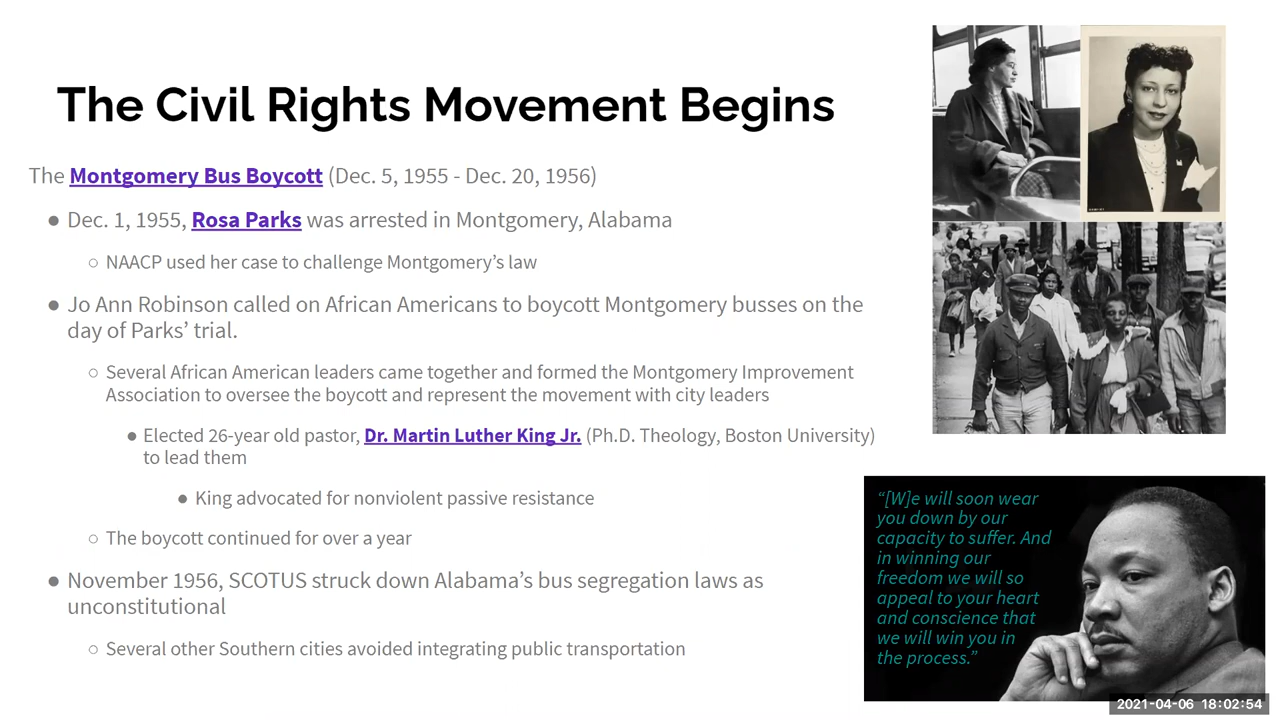 The Civil Rights Movement Begins
The Montgomery Bus Boycott (Dec. 5, 1955 - Dec. 20, 1956)
● Dec. 1, 1955, Rosa Parks was arrested in Montgomery, Alabama
○ NAACP used her case to challenge Montgomery’s law
● Jo Ann Robinson called on African Americans to boycott Montgomery busses on the
day of Parks’ trial.
○ Several African American leaders came together and formed the Montgomery Improvement
Association to oversee the boycott and represent the movement with city leaders
● Elected 26-year old pastor, Dr. Martin Luther King Jr. (Ph.D. Theology, Boston University)
to lead them
● King advocated for nonviolent passive resistance
○ The boycott continued for over a year
● November 1956, SCOTUS struck down Alabama’s bus segregation laws as
unconstitutional
○ Several other Southern cities avoided integrating public transportation
“[W]e will soon wear
you down by our
capacity to suffer. And
in winning our
freedom we will so
appeal to your heart
and conscience that
we will win you in
the process.”
2021-04-06 18:02:54